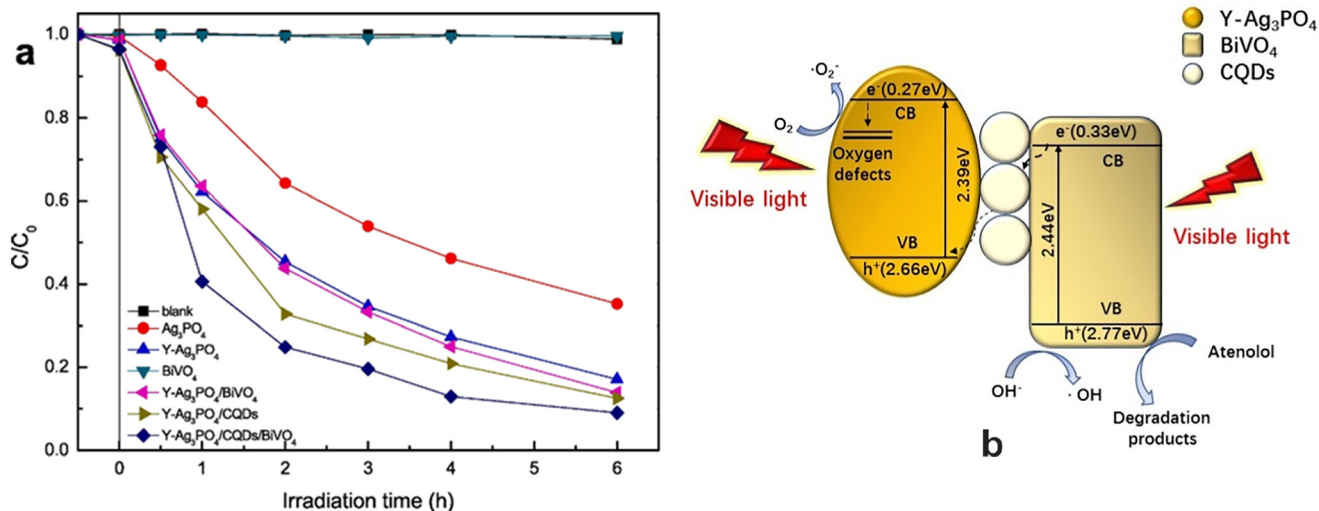 a
C/C0
1.0
0.8
0.6
0.4
0.2
0.0
blank
Ag3PO4
Y-Ag3PO4
BiVO4
Y-Ag3PO4/BiVO4
Y-Ag3PO4/CQDs
Y-Ag3PO4/CQDs/BiVO4
0 1 2 3 4 5 6
Irradiation time (h)
Y-Ag3PO4
BiVO4
CQDs
·O2-
O2
e-(0.27eV)
CB
Oxygen
defects
2.39eV
VB
h+(2.66eV)
Visible light
e-(0.33eV)
CB
2.44eV
VB
h+(2.77eV)
Visible light
OH-
·OH
Atenolol
Degradation
products
b